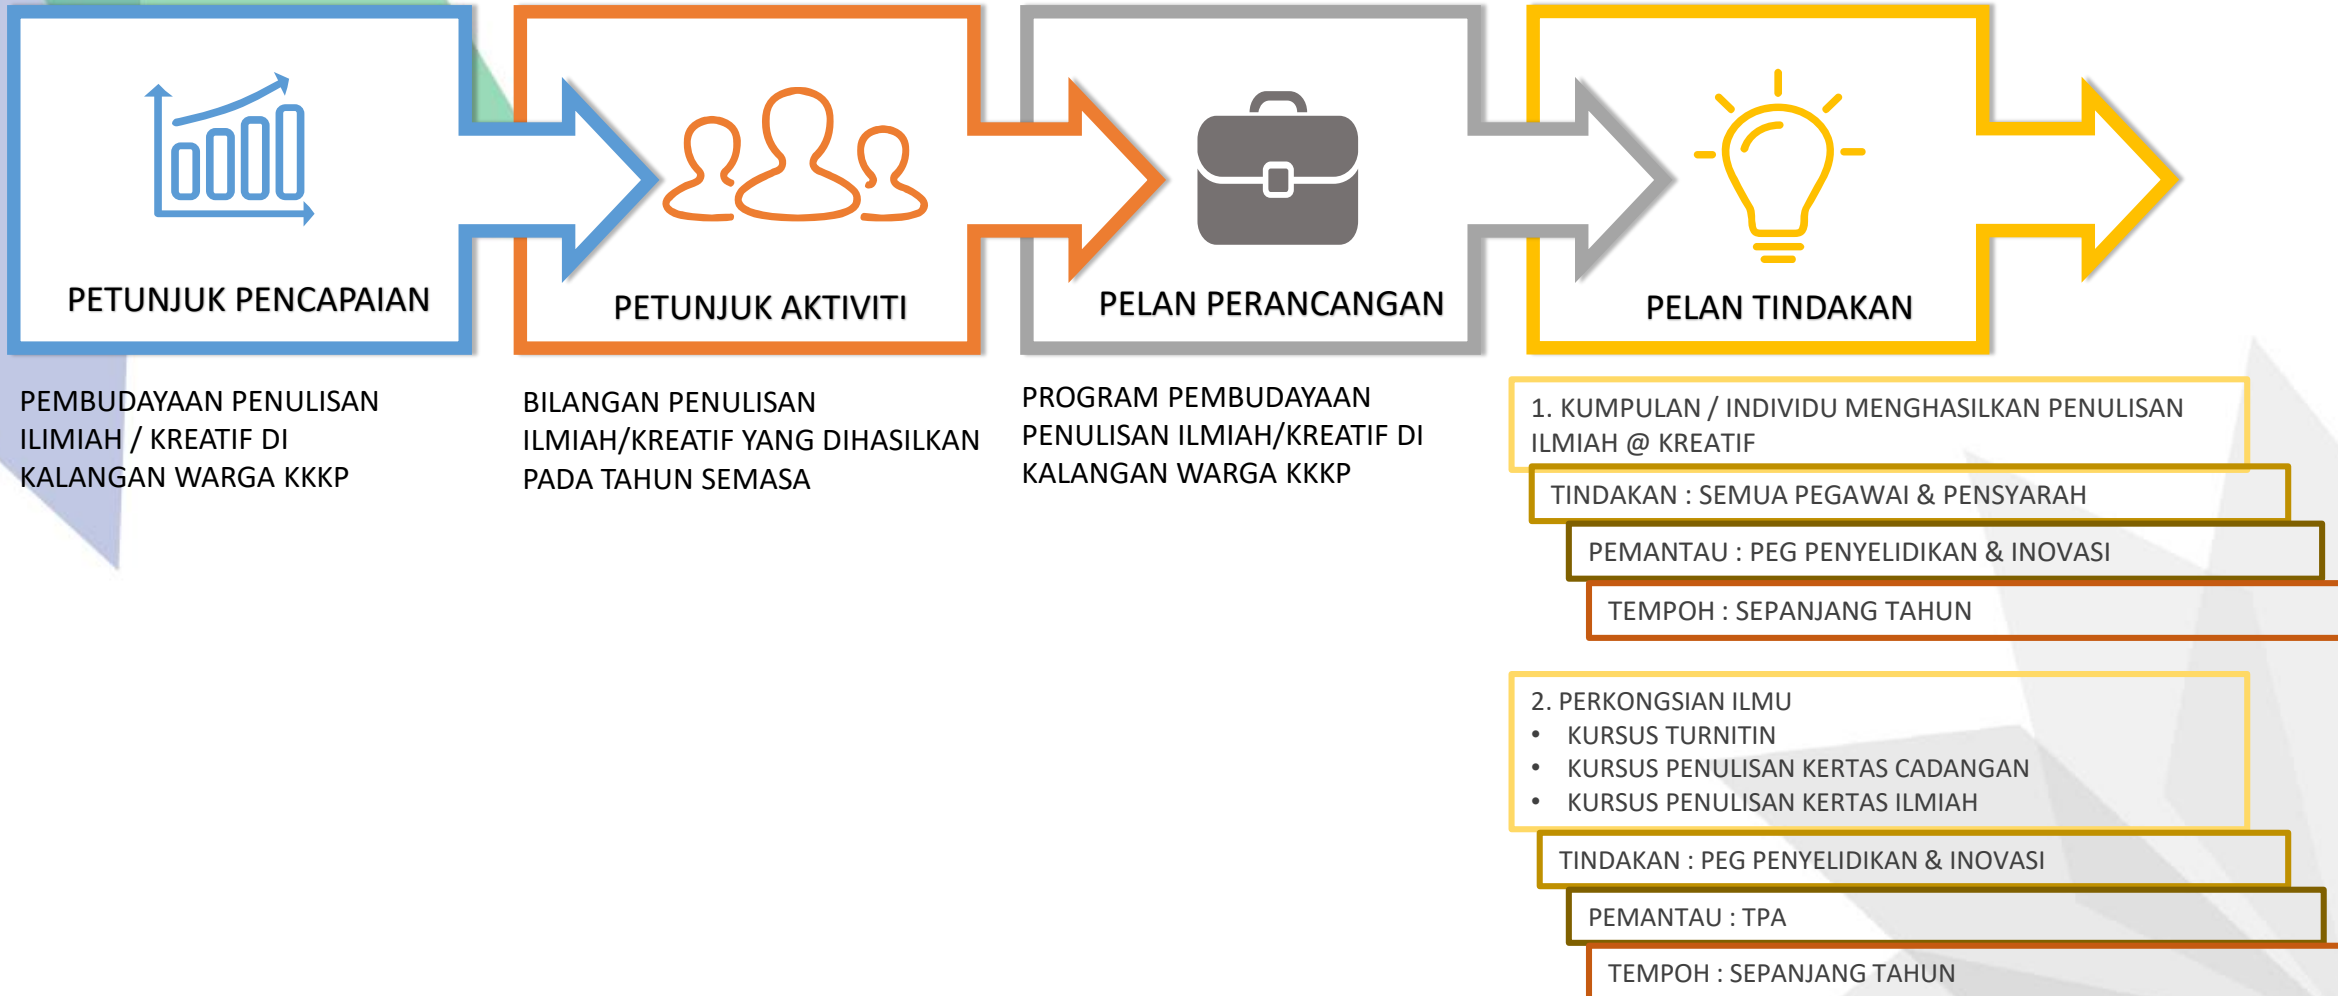 PETUNJUK PENCAPAIAN
PEMBUDAYAAN PENULISAN
ILIMIAH / KREATIF DI
KALANGAN WARGA KKKP
PETUNJUK AKTIVITI
BILANGAN PENULISAN
ILMIAH/KREATIF YANG DIHASILKAN
PADA TAHUN SEMASA
PELAN PERANCANGAN
PROGRAM PEMBUDAYAAN
PENULISAN ILMIAH/KREATIF DI
KALANGAN WARGA KKKP
PELAN TINDAKAN
1. KUMPULAN / INDIVIDU MENGHASILKAN PENULISAN
ILMIAH @ KREATIF
TINDAKAN : SEMUA PEGAWAI & PENSYARAH
PEMANTAU : PEG PENYELIDIKAN & INOVASI
TEMPOH : SEPANJANG TAHUN
2. PERKONGSIAN ILMU
• KURSUS TURNITIN
• KURSUS PENULISAN KERTAS CADANGAN
• KURSUS PENULISAN KERTAS ILMIAH
TINDAKAN : PEG PENYELIDIKAN & INOVASI
PEMANTAU : TPA
TEMPOH : SEPANJANG TAHUN